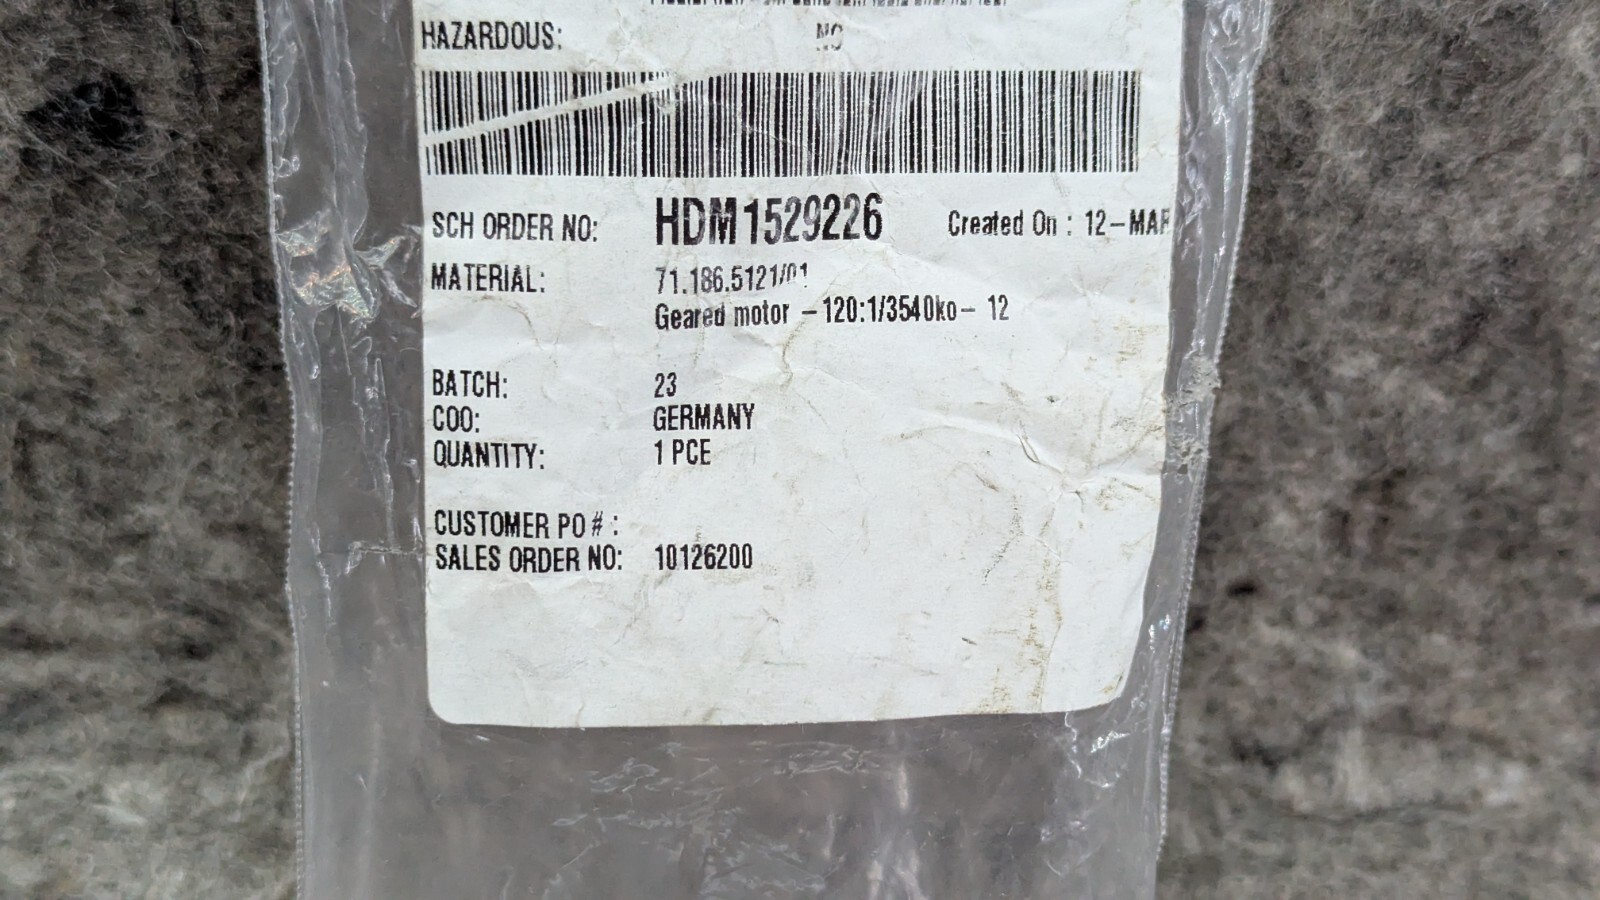 HAZARDOUS: NO
SCH ORDER NO: HDM1529226 Created On : 12-MAR
MATERIAL: 71.186.5121/01
Geared motor - 120:1/3540ko- 12
BATCH: 23
COO: GERMANY
QUANTITY: 1 PCE
CUSTOMER PO # :
SALES ORDER NO: 10126200